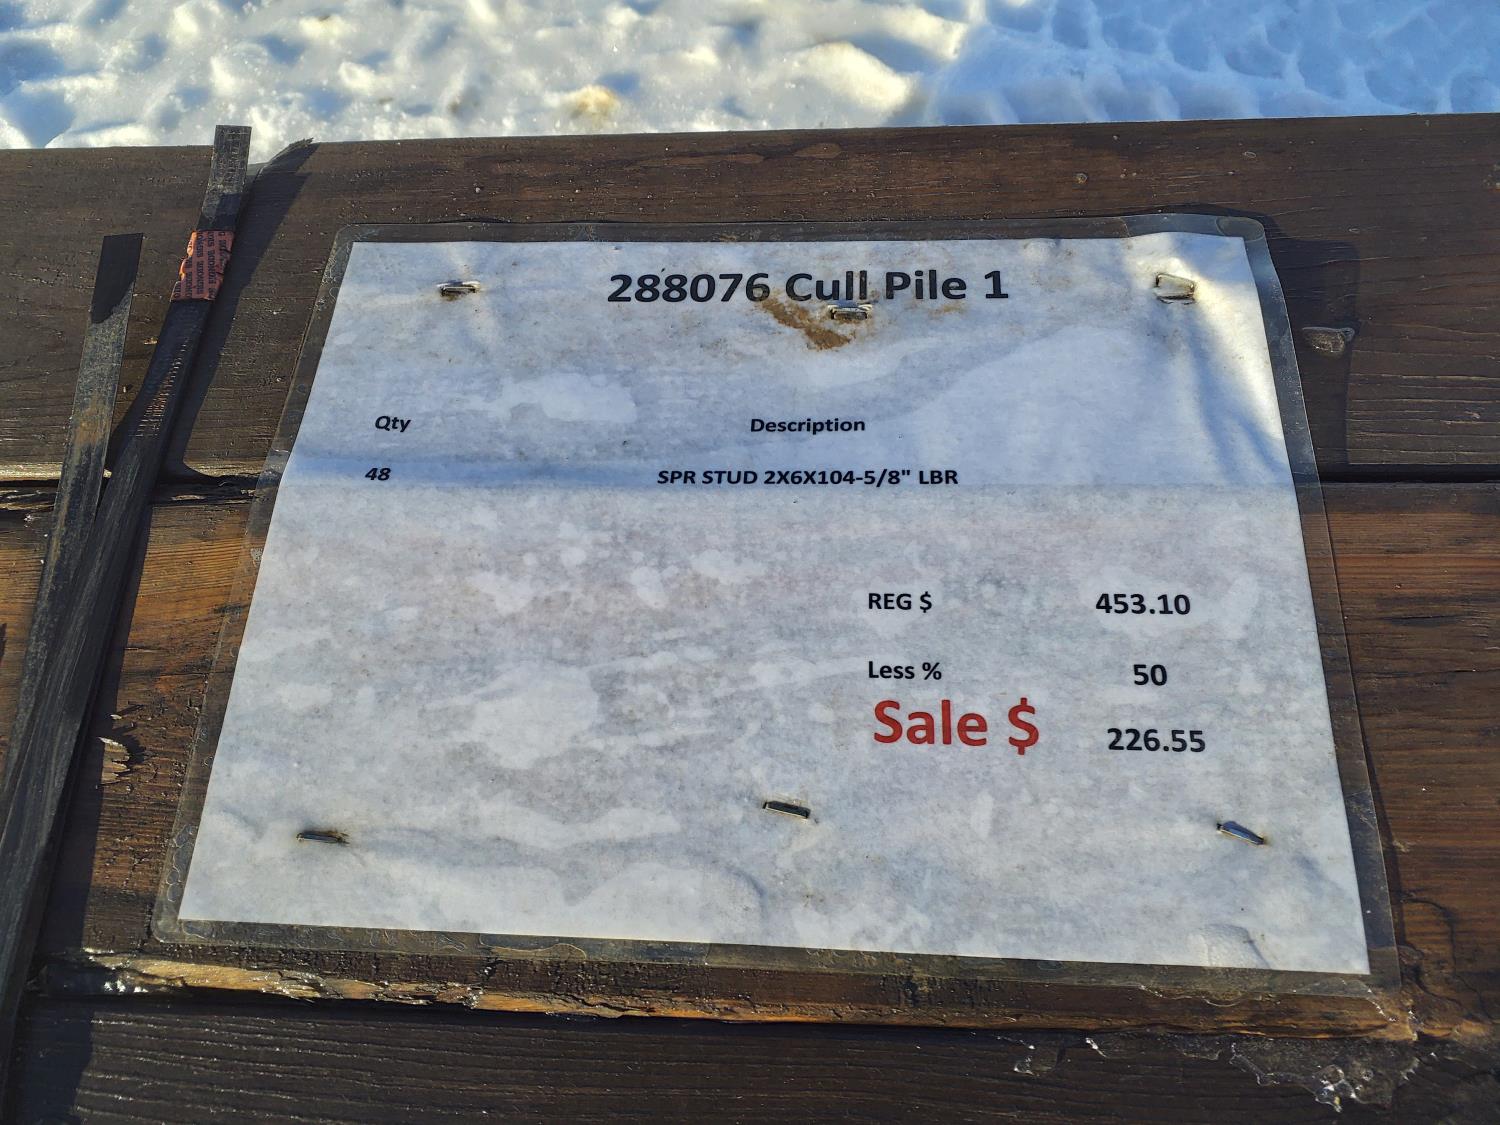 288076 Cull Pile 1
Qty Description
48 SPR STUD 2X6X104-5/8" LBR
REG $ 453.10
Less % 50
Sale $ 226.55